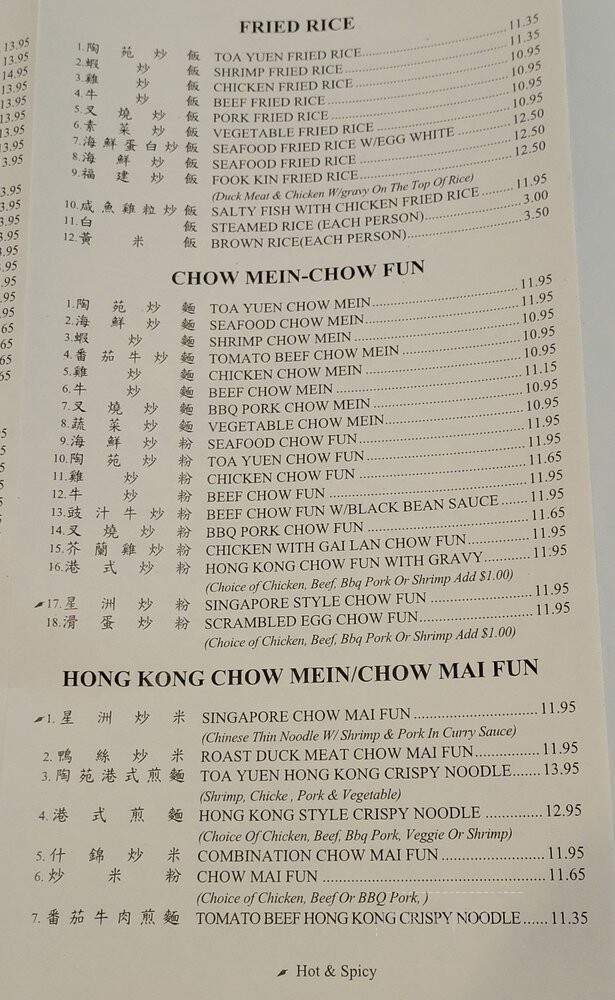 13.95
13.95
14.95
13.95
13.95
13.95
FRIED RICE
1.陶苑炒飯 TOA YUEN FRIED RICE 11.35
2.蝦炒飯 SHRIMP FRIED RICE 11.35
3.雞炒飯 CHICKEN FRIED RICE 10.95
4.牛炒飯 BEEF FRIED RICE 10.95
5.叉燒炒飯 PORK FRIED RICE 10.95
6.素菜炒飯 VEGETABLE FRIED RICE 10.95
7.海鮮蛋白炒飯 SEAFOOD FRIED RICE W/EGG WHITE 12.50
8.海鮮炒飯 SEAFOOD FRIED RICE 12.50
9.福建炒飯 FOOK KIN FRIED RICE 12.50
(Duck Meat & Chicken W/gravy On The Top Of Rice)
10.咸魚雞粒炒飯 SALTY FISH WITH CHICKEN FRIED RICE 11.95
11.白飯 STEAMED RICE (EACH PERSON) 3.00
12.黃米飯 BROWN RICE(EACH PERSON) 3.50
CHOW MEIN-CHOW FUN
1.陶苑炒麵 TOA YUEN CHOW MEIN 11.95
2.海鮮炒麵 SEAFOOD CHOW MEIN 11.95
3.蝦炒麵 SHRIMP CHOW MEIN 10.95
4.番茄牛炒麵 TOMATO BEEF CHOW MEIN 10.95
5.雞炒麵 CHICKEN CHOW MEIN 10.95
6.牛炒麵 BEEF CHOW MEIN 11.15
7.叉燒炒麵 BBQ PORK CHOW MEIN 10.95
8.蔬菜炒麵 VEGETABLE CHOW MEIN 10.95
9.海鮮炒粉 SEAFOOD CHOW FUN 11.95
10.陶苑炒粉 TOA YUEN CHOW FUN 11.95
11.雞炒粉 CHICKEN CHOW FUN 11.65
12.牛炒粉 BEEF CHOW FUN 11.95
13.豉汁牛炒粉 BEEF CHOW FUN W/BLACK BEAN SAUCE 11.95
14.叉燒炒粉 BBQ PORK CHOW FUN 11.65
15.芥蘭雞炒粉 CHICKEN WITH GAI LAN CHOW FUN 11.95
16.港式炒粉 HONG KONG CHOW FUN WITH GRAVY 11.95
(Choice of Chicken, Beef, Bbq Pork Or Shrimp Add $1.00)
17.星洲炒粉 SINGAPORE STYLE CHOW FUN 11.95
18.滑蛋炒粉 SCRAMBLED EGG CHOW FUN 11.95
(Choice of Chicken, Beef, Bbq Pork Or Shrimp Add $1.00)
HONG KONG CHOW MEIN/CHOW MAI FUN
1.星洲炒米 SINGAPORE CHOW MAI FUN 11.95
(Chinese Thin Noodle W/ Shrimp & Pork In Curry Sauce)
2.鴨絲炒米 ROAST DUCK MEAT CHOW MAI FUN 11.95
3.陶苑港式煎麵 TOA YUEN HONG KONG CRISPY NOODLE 13.95
(Shrimp, Chicke , Pork & Vegetable)
4.港式煎麵 HONG KONG STYLE CRISPY NOODLE 12.95
(Choice Of Chicken, Beef, Bbq Pork, Veggie Or Shrimp)
5.什錦炒米 COMBINATION CHOW MAI FUN 11.95
6.炒米粉 CHOW MAI FUN 11.65
(Choice of Chicken, Beef Or BBQ Pork, )
7.番茄牛肉煎麵 TOMATO BEEF HONG KONG CRISPY NOODLE 11.35
Hot & Spicy